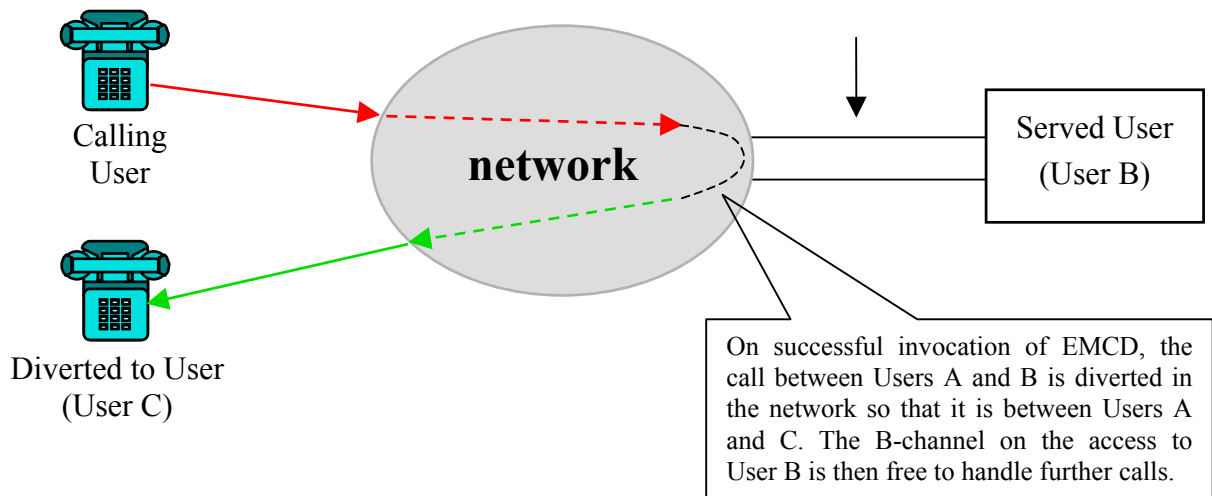 Calling
User
network
Served User
(User B)
Diverted to User
(User C)
On successful invocation of EMCD, the
call between Users A and B is diverted in
the network so that it is between Users A
and C. The B-channel on the access to
User B is then free to handle further calls.